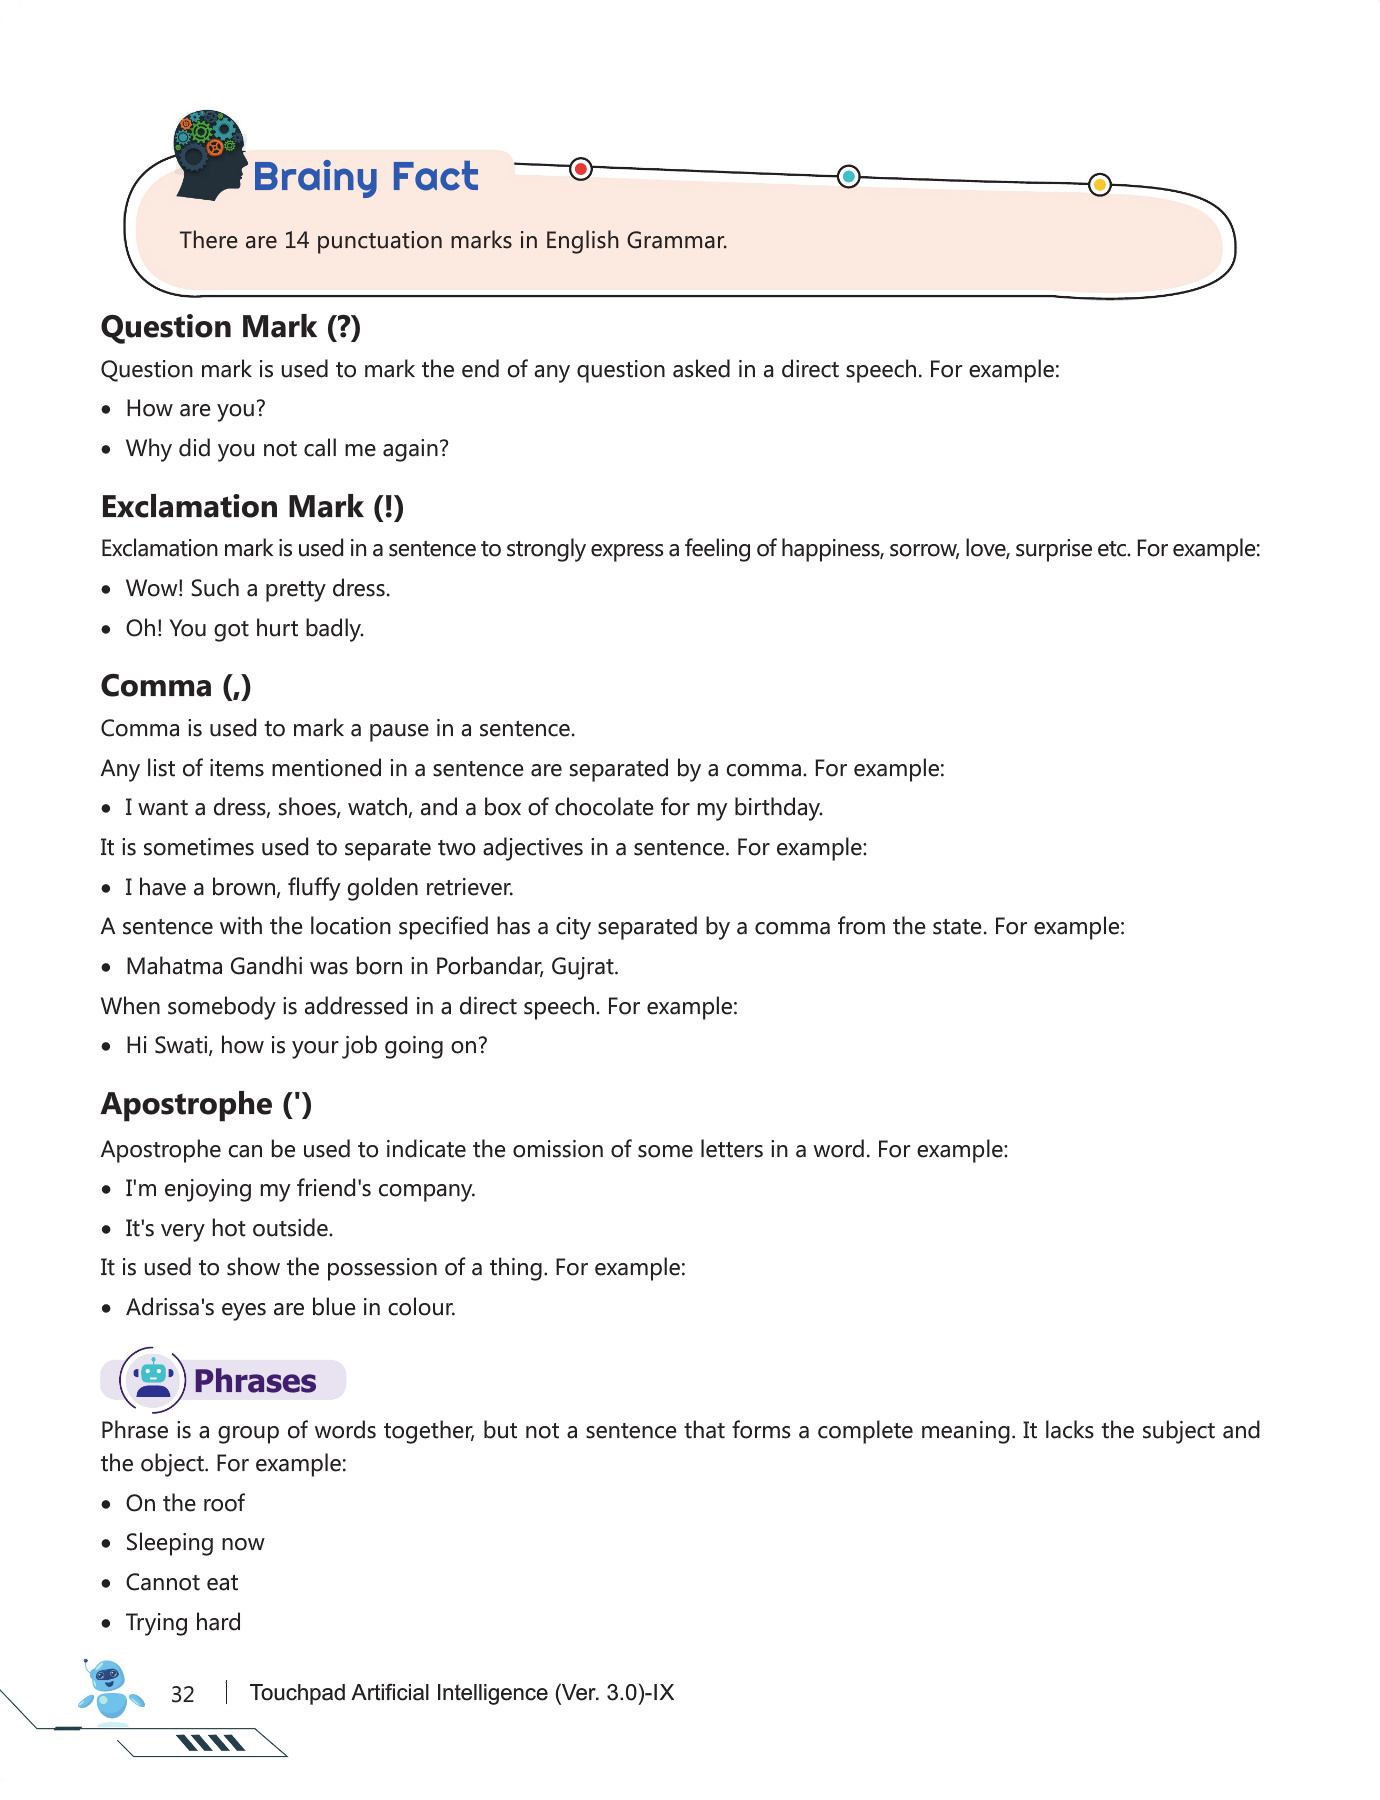 Brainy Fact
There are 14 punctuation marks in English Grammar.
Question Mark (?)
Question mark is used to mark the end of any question asked in a direct speech. For example:
• How are you?
• Why did you not call me again?
Exclamation Mark (!)
Exclamation mark is used in a sentence to strongly express a feeling of happiness, sorrow, love, surprise etc. For example:
• Wow! Such a pretty dress.
• Oh! You got hurt badly.
Comma (,)
Comma is used to mark a pause in a sentence.
Any list of items mentioned in a sentence are separated by a comma. For example:
• I want a dress, shoes, watch, and a box of chocolate for my birthday.
It is sometimes used to separate two adjectives in a sentence. For example:
• I have a brown, fluffy golden retriever.
A sentence with the location specified has a city separated by a comma from the state. For example:
• Mahatma Gandhi was born in Porbandar, Gujrat.
When somebody is addressed in a direct speech. For example:
• Hi Swati, how is your job going on?
Apostrophe (')
Apostrophe can be used to indicate the omission of some letters in a word. For example:
• I'm enjoying my friend's company.
• It's very hot outside.
It is used to show the possession of a thing. For example:
• Adrissa's eyes are blue in colour.
Phrases
Phrase is a group of words together, but not a sentence that forms a complete meaning. It lacks the subject and
the object. For example:
• On the roof
• Sleeping now
• Cannot eat
• Trying hard
32 | Touchpad Artificial Intelligence (Ver. 3.0)-IX